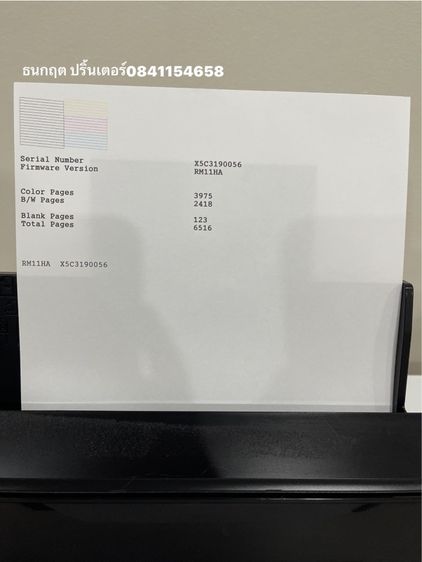 ธนกฤต ปริ้นเตอร์0841154658
Serial Number X5C3190056
Firmware Version RM11HA
Color Pages 3975
B/W Pages 2418
Blank Pages 123
Total Pages 6516
RM11HA X5C3190056